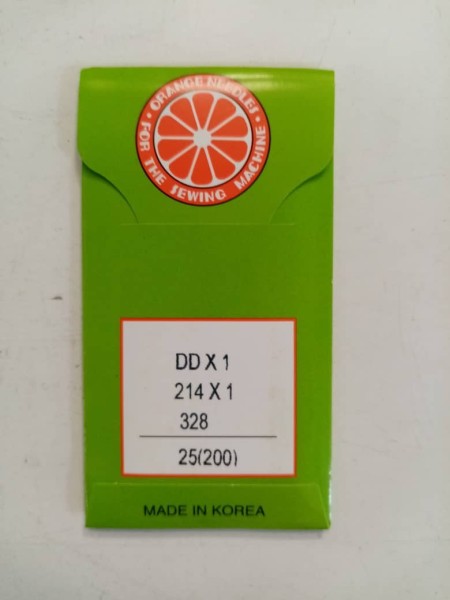 • ORANGE NEEDLES •
FOR THE SEWING MACHINE
DD X 1
214 X 1
328
25(200)
MADE IN KOREA